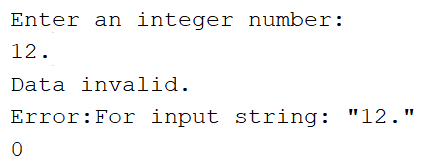 Enter an integer number:
12.
Data invalid.
Error:For input string: "12."
0